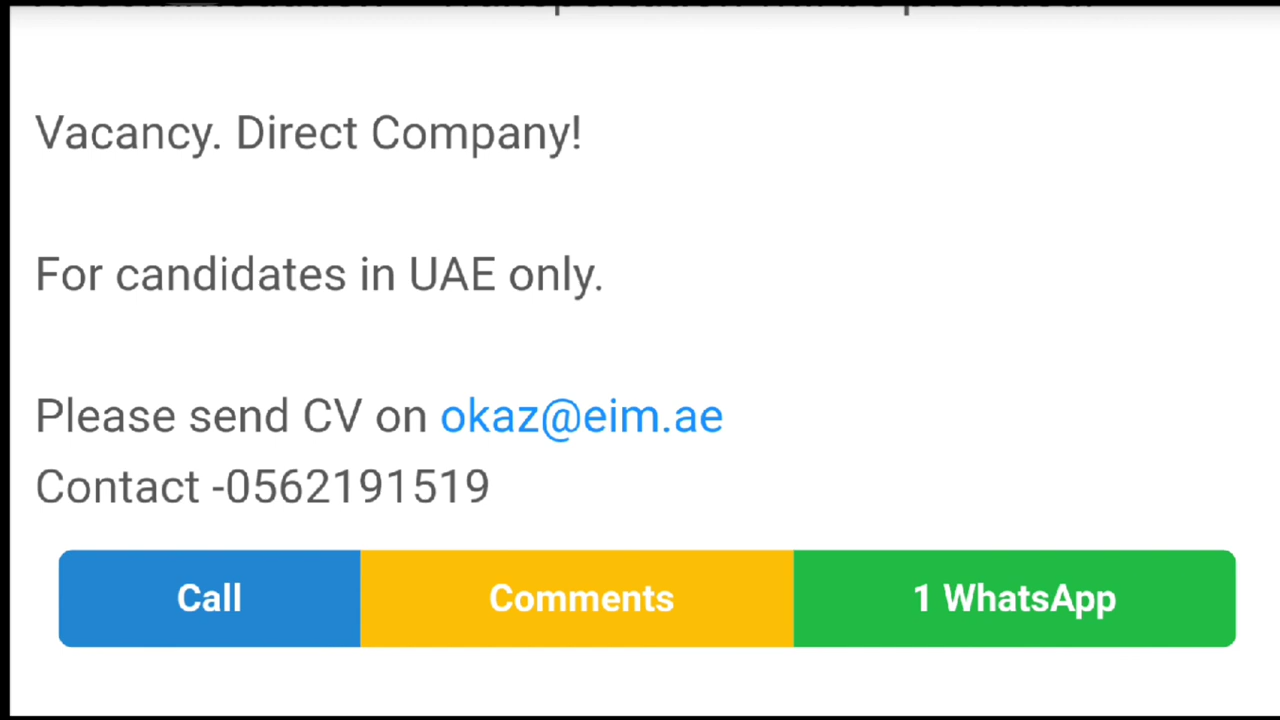 Vacancy. Direct Company!
For candidates in UAE only.
Please send CV on okaz@eim.ae
Contact -0562191519
Call
Comments
1 WhatsApp